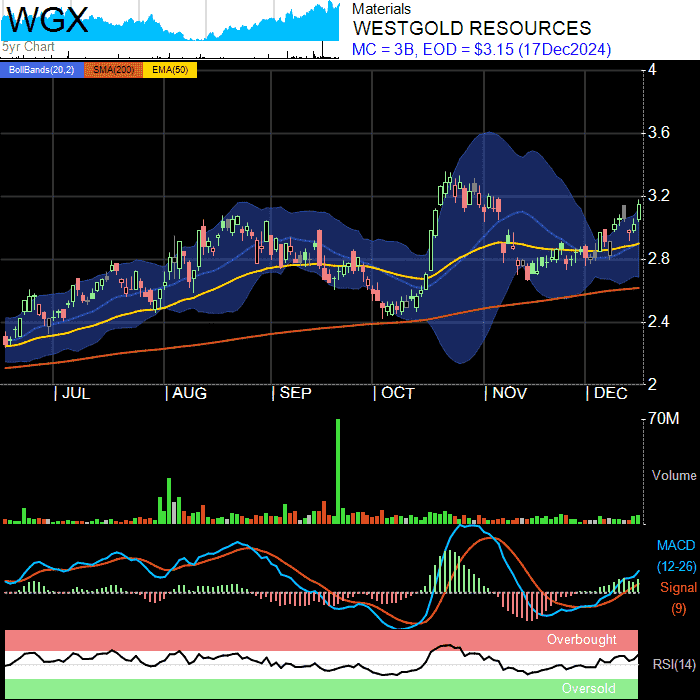 WGX
5yr Chart
Materials
WESTGOLD RESOURCES
MC = 3B, EOD = $3.15 (17Dec2024)
BollBands(20,2) SMA(200) EMA(50)
4
3.6
3.2
2.8
2.4
2
JUL AUG SEP OCT NOV DEC
70M
Volume
MACD
(12-26)
Signal
(9)
Overbought
RSI(14)
Oversold